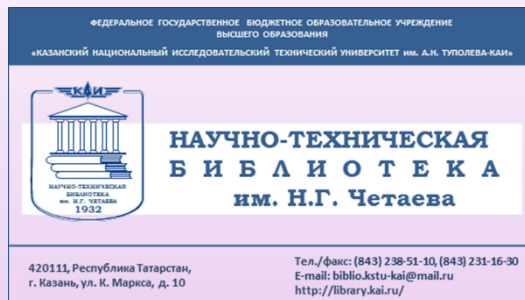 ФЕДЕРАЛЬНОЕ ГОСУДАРСТВЕННОЕ БЮДЖЕТНОЕ ОБРАЗОВАТЕЛЬНОЕ УЧРЕЖДЕНИЕ
ВЫСШЕГО ОБРАЗОВАНИЯ
«КАЗАНСКИЙ НАЦИОНАЛЬНЫЙ ИССЛЕДОВАТЕЛЬСКИЙ ТЕХНИЧЕСКИЙ УНИВЕРСИТЕТ им. А.Н. ТУПОЛЕВА-КАИ»
КАИ
НАУЧНО-ТЕХНИЧЕСКАЯ
БИБЛИОТЕКА
им. Н.Г. ЧЕТАЕВА
1932
НАУЧНО-ТЕХНИЧЕСКАЯ
БИБЛИОТЕКА
им. Н.Г. Четаева
420111, Республика Татарстан,
г. Казань, ул. К. Маркса, д. 10
Тел./факс: (843) 238-51-10, (843) 231-16-30
E-mail: biblio.kstu-kai@mail.ru
http://library.kai.ru/